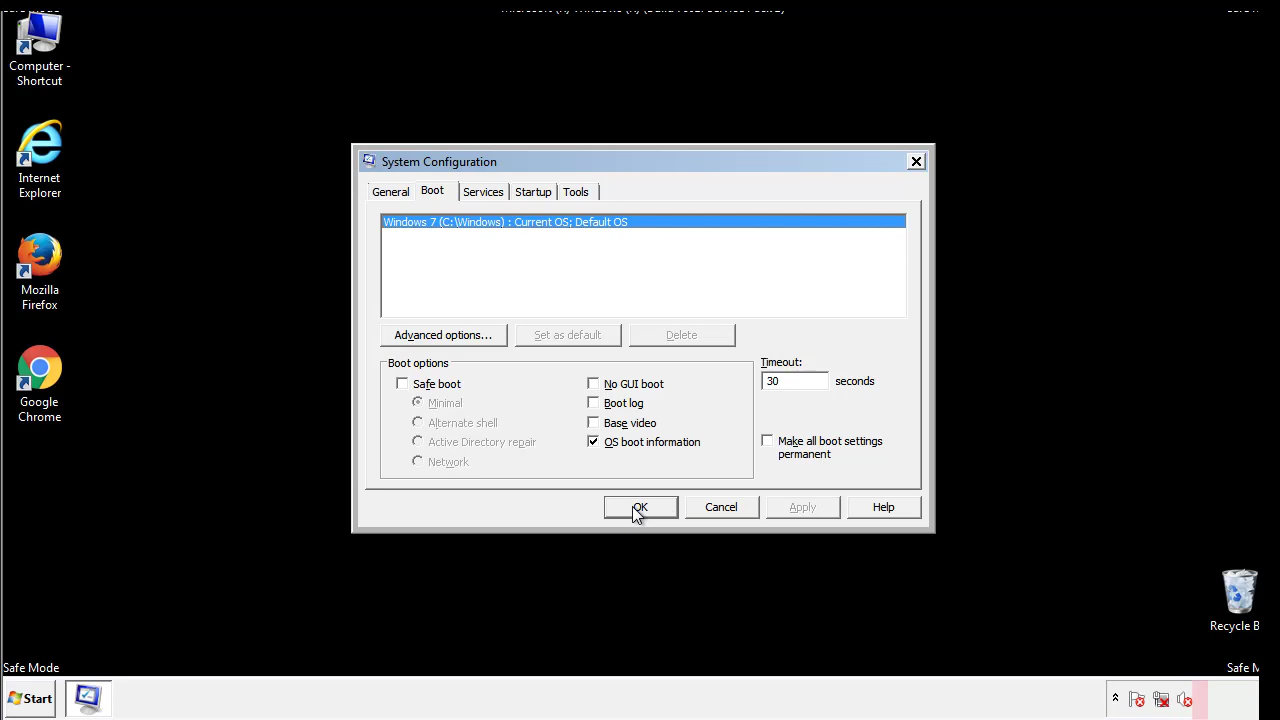 Computer -
Shortcut
Internet
Explorer
Mozilla
Firefox
Google
Chrome
System Configuration
General
Boot
Services
Startup
Tools
Windows 7 (C:\Windows) : Current OS; Default OS
Advanced options...
Set as default
Delete
Boot options
Safe boot
Minimal
Alternate shell
Active Directory repair
Network
No GUI boot
Boot log
Base video
OS boot information
Timeout:
30 seconds
Make all boot settings
permanent
OK
Cancel
Apply
Help
Recycle B
Safe Mode
Safe M
Start